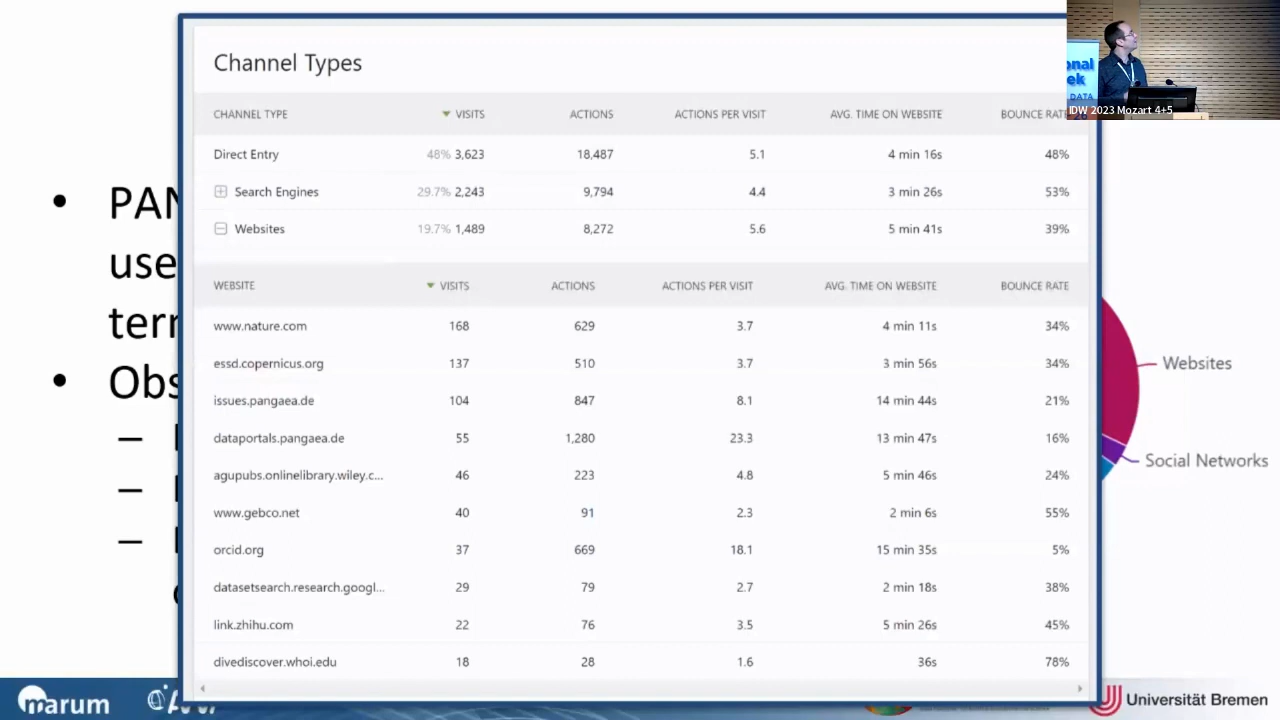 Channel Types
CHANNEL TYPE VISITS ACTIONS ACTIONS PER VISIT AVG. TIME ON WEBSITE BOUNCE RATE
Direct Entry 48% 3,623 18,487 5.1 4 min 16s 48%
Search Engines 29.7% 2,243 9,794 4.4 3 min 26s 53%
Websites 19.7% 1,489 8,272 5.6 5 min 41s 39%
WEBSITE VISITS ACTIONS ACTIONS PER VISIT AVG. TIME ON WEBSITE BOUNCE RATE
www.nature.com 168 629 3.7 4 min 11s 34%
essd.copernicus.org 137 510 3.7 3 min 56s 34%
issues.pangaea.de 104 847 8.1 14 min 44s 21%
dataportals.pangaea.de 55 1,280 23.3 13 min 47s 16%
agupubs.onlinelibrary.wiley.c... 46 223 4.8 5 min 46s 24%
www.gebco.net 40 91 2.3 2 min 6s 55%
orcid.org 37 669 18.1 15 min 35s 5%
datasetsearch.research.googl... 29 79 2.7 2 min 18s 38%
link.zhihu.com 22 76 3.5 5 min 26s 45%
divediscover.whoi.edu 18 28 1.6 36s 78%
• PAN
use
terr
• Obs
–
–
–
Websites
Social Networks
onal
ek
DATA
IDW 2023 Mozart 4+5
marum
Universität Bremen